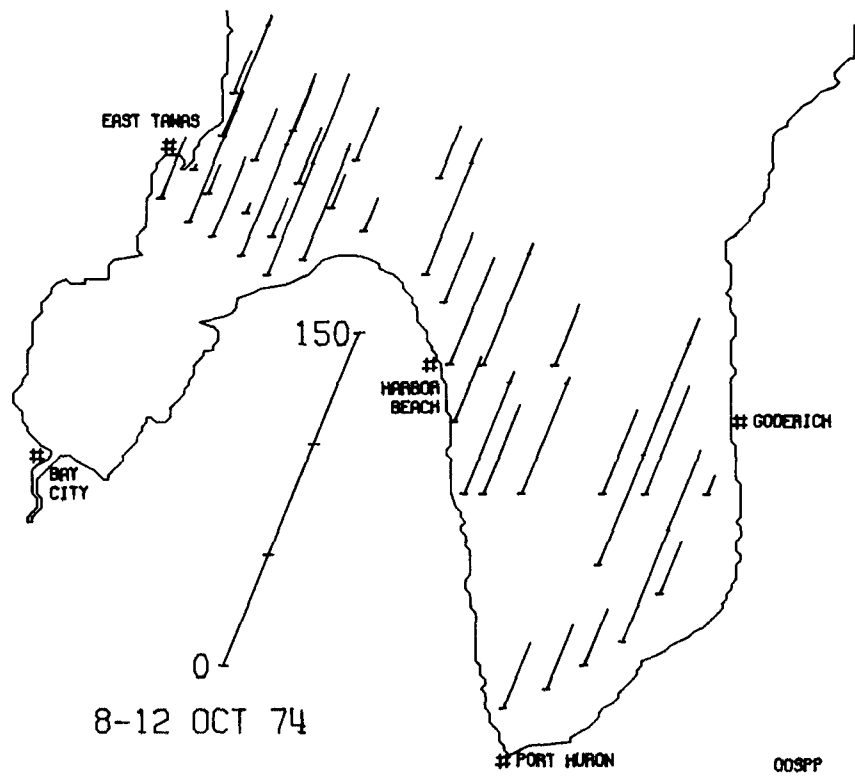 EAST TAWAS
150
HARBOR
BEACH
GODERICH
BAY
CITY
0
8-12 OCT 74
PORT HURON
OOSPP